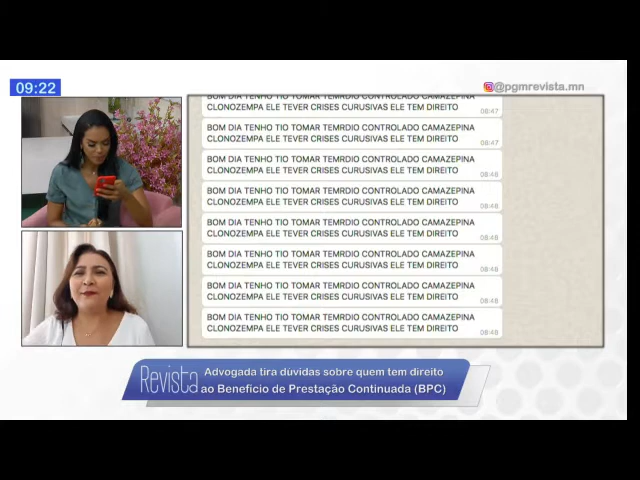 09:22
@pgmrevista.mn
BOM DIA TENHO TIO TOMAR TEMRDIO CONTROLADO CAMAZEPINA
CLONOZEMPA ELE TEVER CRISES CURUSIVAS ELE TEM DIREITO
08:47
BOM DIA TENHO TIO TOMAR TEMRDIO CONTROLADO CAMAZEPINA
CLONOZEMPA ELE TEVER CRISES CURUSIVAS ELE TEM DIREITO
08:47
BOM DIA TENHO TIO TOMAR TEMRDIO CONTROLADO CAMAZEPINA
CLONOZEMPA ELE TEVER CRISES CURUSIVAS ELE TEM DIREITO
08:48
BOM DIA TENHO TIO TOMAR TEMRDIO CONTROLADO CAMAZEPINA
CLONOZEMPA ELE TEVER CRISES CURUSIVAS ELE TEM DIREITO
08:48
BOM DIA TENHO TIO TOMAR TEMRDIO CONTROLADO CAMAZEPINA
CLONOZEMPA ELE TEVER CRISES CURUSIVAS ELE TEM DIREITO
08:48
BOM DIA TENHO TIO TOMAR TEMRDIO CONTROLADO CAMAZEPINA
CLONOZEMPA ELE TEVER CRISES CURUSIVAS ELE TEM DIREITO
08:48
BOM DIA TENHO TIO TOMAR TEMRDIO CONTROLADO CAMAZEPINA
CLONOZEMPA ELE TEVER CRISES CURUSIVAS ELE TEM DIREITO
08:48
BOM DIA TENHO TIO TOMAR TEMRDIO CONTROLADO CAMAZEPINA
CLONOZEMPA ELE TEVER CRISES CURUSIVAS ELE TEM DIREITO
08:48
Revista
Advogada tira dúvidas sobre quem tem direito
ao Benefício de Prestação Continuada (BPC)